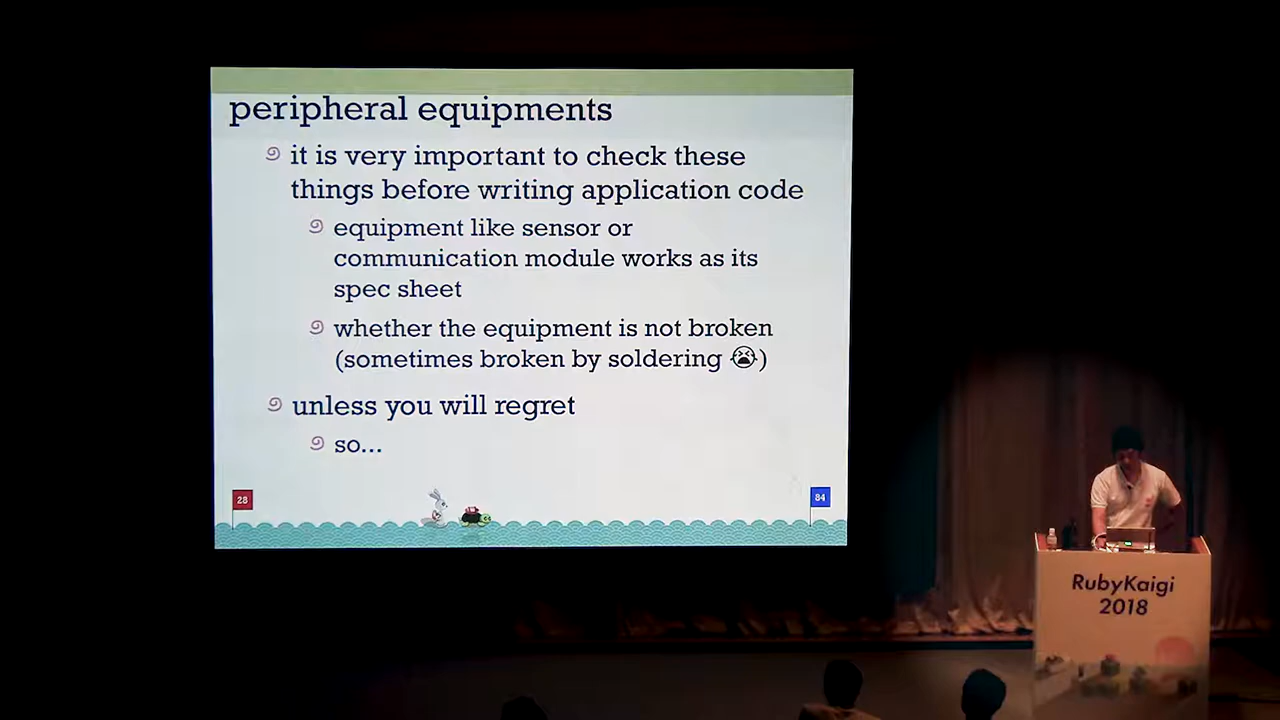 peripheral equipments
it is very important to check these
things before writing application code
equipment like sensor or
communication module works as its
spec sheet
whether the equipment is not broken
(sometimes broken by soldering 😭)
unless you will regret
so...
28
84
RubyKaigi
2018